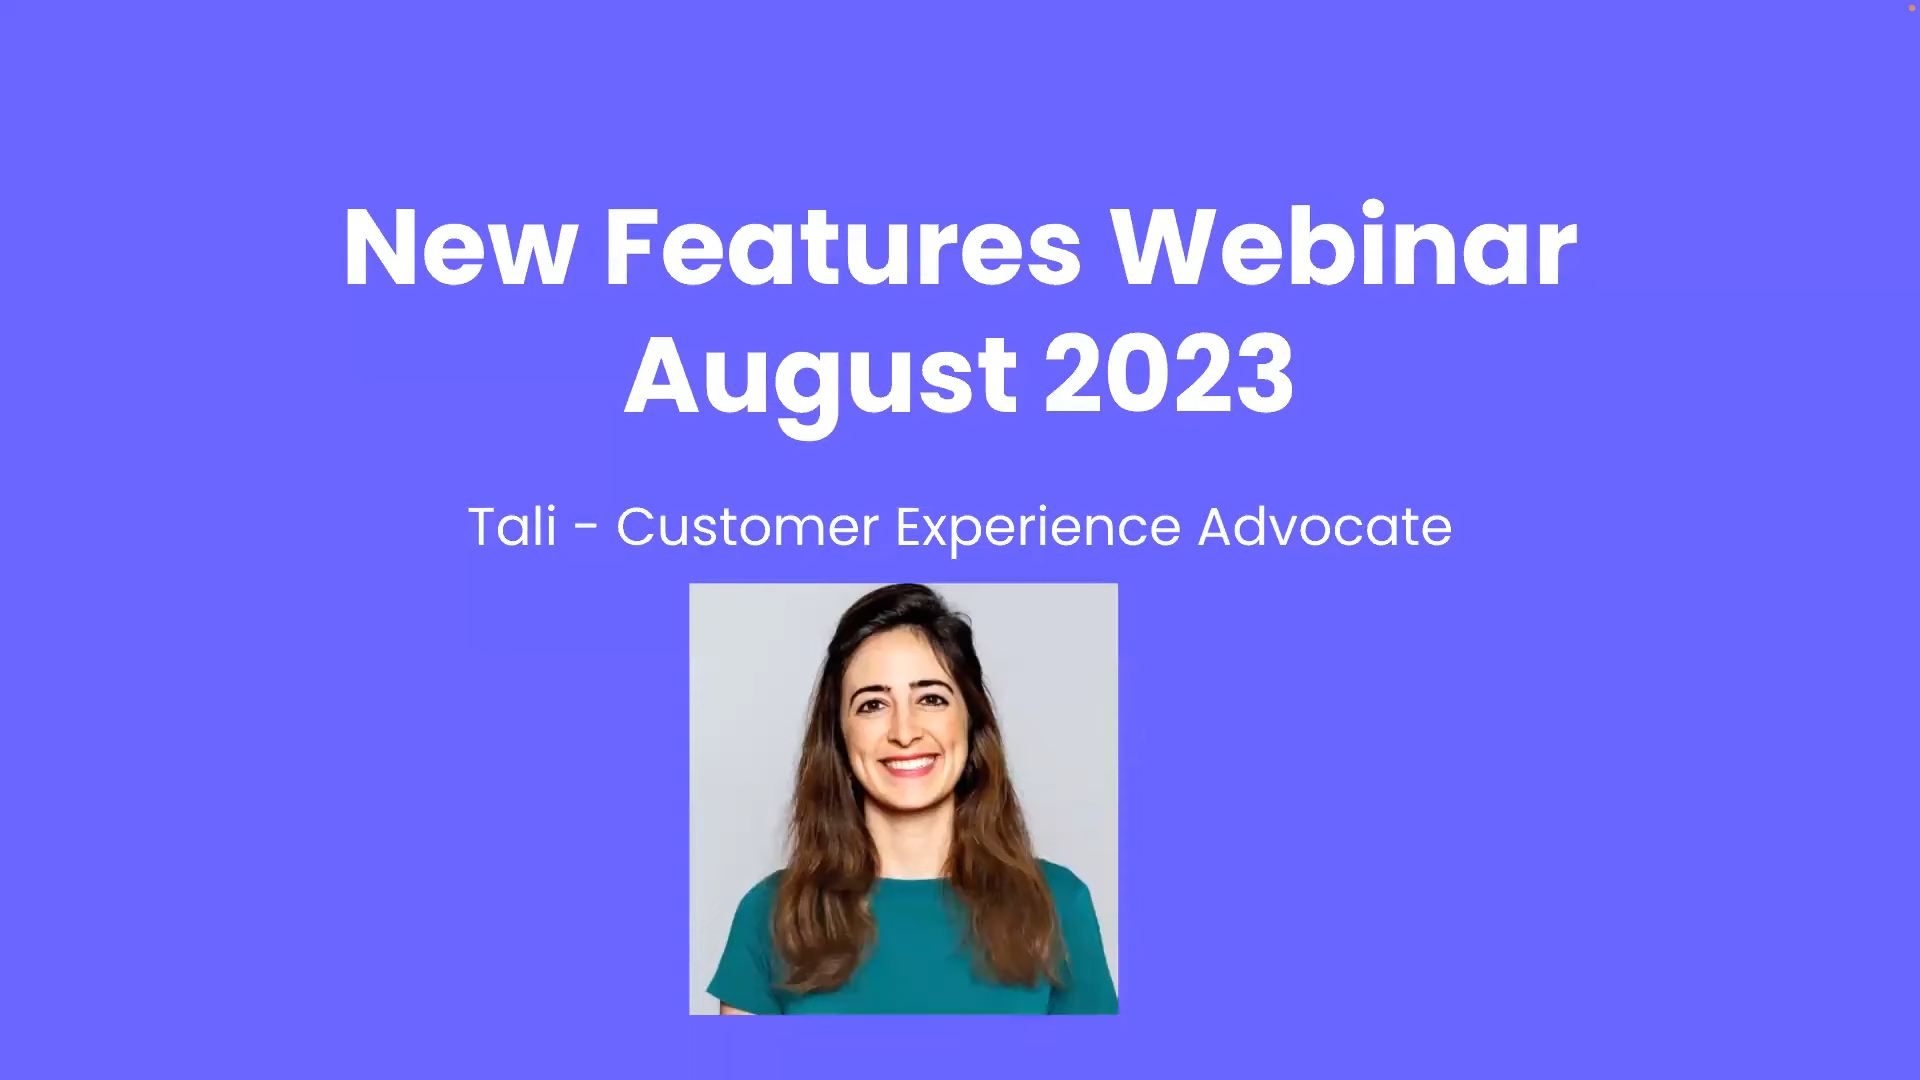 New Features Webinar
August 2023
Tali - Customer Experience Advocate